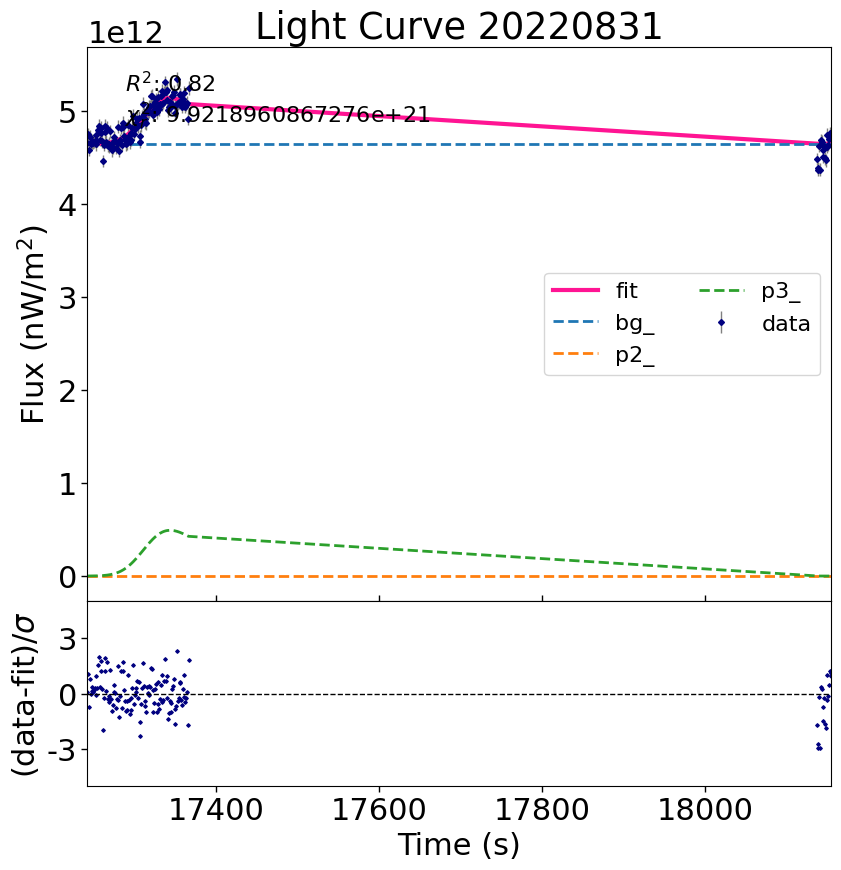 Light Curve 20220831
1e12
R²: 0.82
9.9218960867276e+21
5
4
3
2
1
0
Flux (nW/m²)
fit
bg_
p2_
p3_
data
3
0
-3
(data-fit)/σ
17400 17600 17800 18000
Time (s)